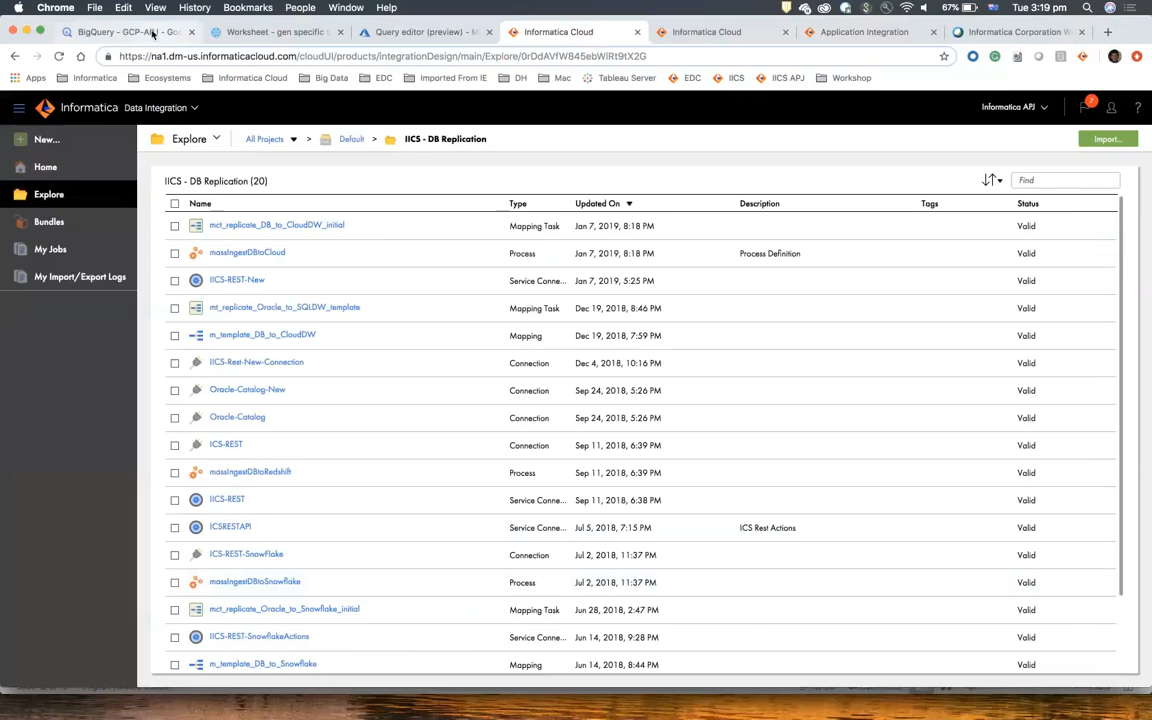 Chrome File Edit View History Bookmarks People Window Help 67% Tue 3:19 pm
BigQuery - GCP-APJ - Goo Worksheet - gen specific t Query editor (preview) - M Informatica Cloud Informatica Cloud Application Integration Informatica Corporation W
https://na1.dm-us.informaticacloud.com/cloudUI/products/integrationDesign/main/Explore/0rDdAVfW845ebWiRt9tX2G
Apps Informatica Ecosystems Informatica Cloud Big Data EDC Imported From IE DH Mac Tableau Server EDC IICS IICS APJ Workshop
Informatica Data Integration Informatica APJ 7 ?
New...
Home
Explore
Bundles
My Jobs
My Import/Export Logs
Explore All Projects > Default > IICS - DB Replication Import...
IICS - DB Replication (20) Find
Name Type Updated On Description Tags Status
mct_replicate_DB_to_CloudDW_initial Mapping Task Jan 7, 2019, 8:18 PM Valid
massIngestDBtoCloud Process Jan 7, 2019, 8:18 PM Process Definition Valid
IICS-REST-New Service Conne... Jan 7, 2019, 5:25 PM Valid
mt_replicate_Oracle_to_SQLDW_template Mapping Task Dec 19, 2018, 8:46 PM Valid
m_template_DB_to_CloudDW Mapping Dec 19, 2018, 7:59 PM Valid
IICS-Rest-New-Connection Connection Dec 4, 2018, 10:16 PM Valid
Oracle-Catalog-New Connection Sep 24, 2018, 5:26 PM Valid
Oracle-Catalog Connection Sep 24, 2018, 5:26 PM Valid
ICS-REST Connection Sep 11, 2018, 6:39 PM Valid
massIngestDBtoRedshift Process Sep 11, 2018, 6:39 PM Valid
IICS-REST Service Conne... Sep 11, 2018, 6:38 PM Valid
ICSRESTAPI Service Conne... Jul 5, 2018, 7:15 PM ICS Rest Actions Valid
ICS-REST-SnowFlake Connection Jul 2, 2018, 11:37 PM Valid
massIngestDBtoSnowflake Process Jul 2, 2018, 11:37 PM Valid
mct_replicate_Oracle_to_Snowflake_initial Mapping Task Jun 28, 2018, 2:47 PM Valid
IICS-REST-SnowflakeActions Service Conne... Jun 14, 2018, 9:28 PM Valid
m_template_DB_to_Snowflake Mapping Jun 14, 2018, 8:44 PM Valid